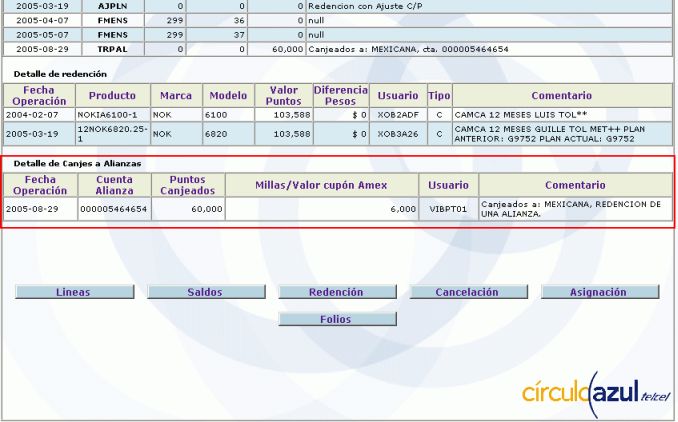 2005-03-19 AJPLN 0 0 0 Redencion con Ajuste C/P
2005-04-07 FMENS 299 36 0 null
2005-05-07 FMENS 299 37 0 null
2005-08-29 TRPAL 0 0 60,000 Canjeados a: MEXICANA, cta. 000005464654
Detalle de redención
Fecha Operación Producto Marca Modelo Valor Puntos Diferencia Pesos Usuario Tipo Comentario
2004-02-07 NOKIA6100-1 NOK 6100 103,588 $ 0 XOB2ADF C CAMCA 12 MESES LUIS TOL**
2005-03-19 12NOK6820.25-1 NOK 6820 103,588 $ 0 XOB3A26 C CAMCA 12 MESES GUILLE TOL MET++ PLAN
ANTERIOR: G9752 PLAN ACTUAL: G9752
Detalle de Canjes a Alianzas
Fecha Operación Cuenta Alianza Puntos Canjeados Millas/Valor cupón Amex Usuario Comentario
2005-08-29 000005464654 60,000 6,000 VIBPT01 Canjeados a: MEXICANA, REDENCION DE
UNA ALIANZA.
Lineas Saldos Redención Cancelación Asignación
Folios
círculo azul telcel